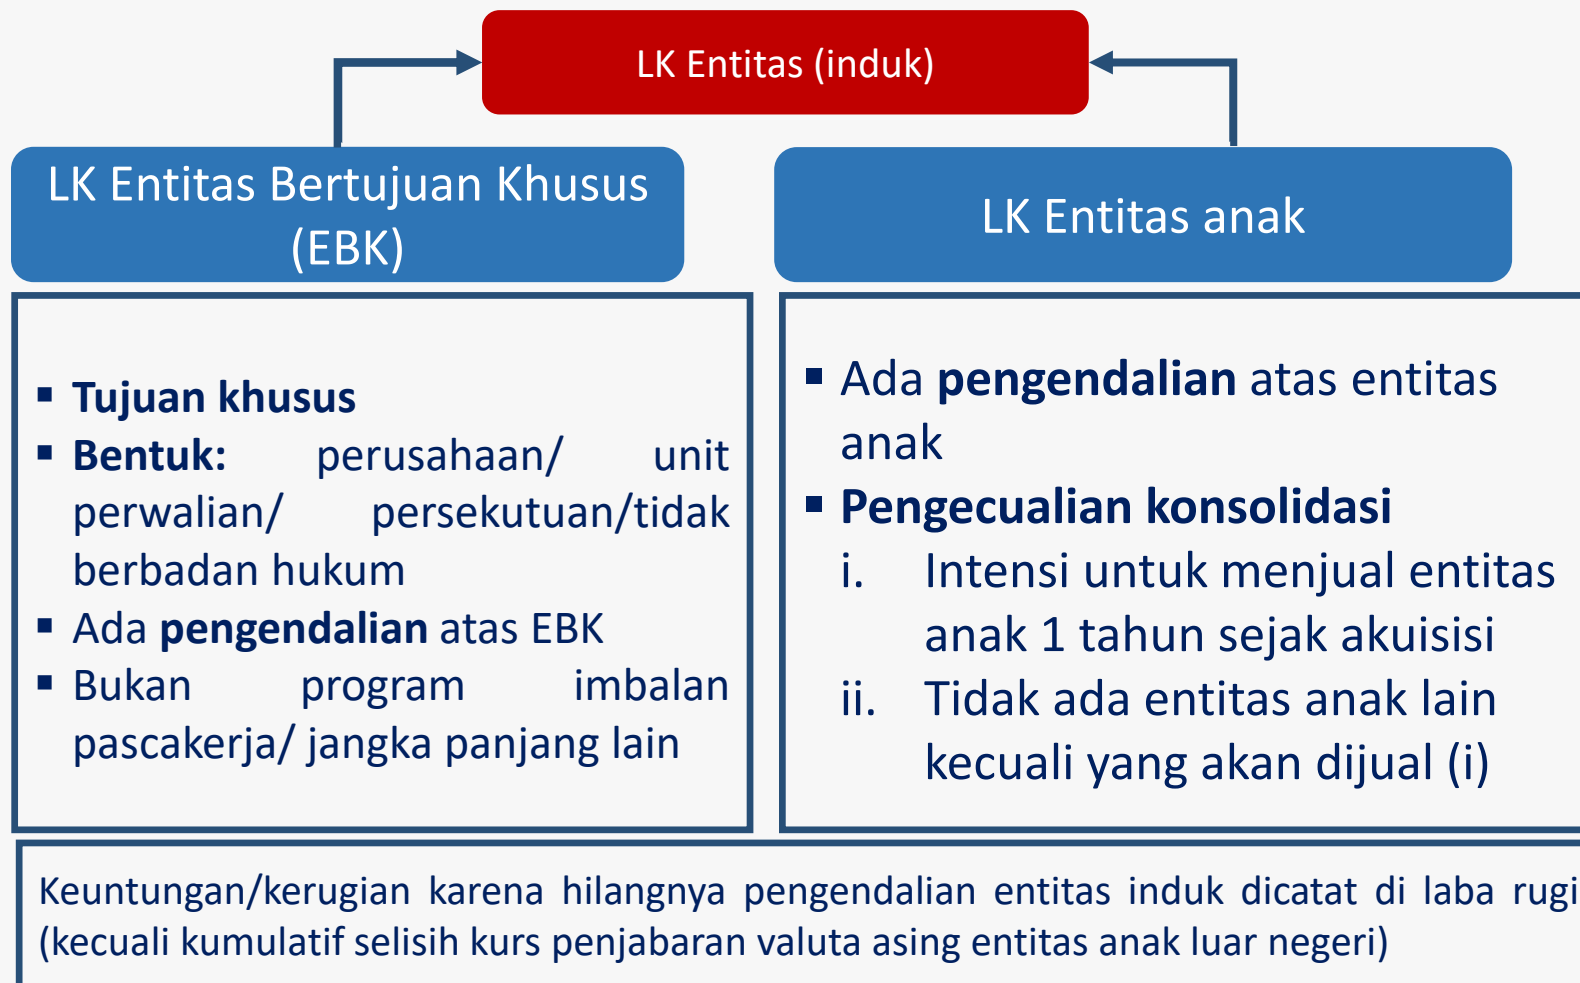 LK Entitas (induk)
LK Entitas Bertujuan Khusus
(EBK)
LK Entitas anak
▪ Tujuan khusus
▪ Bentuk: perusahaan/ unit
perwalian/ persekutuan/tidak
berbadan hukum
▪ Ada pengendalian atas EBK
▪ Bukan program imbalan
pascakerja/ jangka panjang lain
▪ Ada pengendalian atas entitas
anak
▪ Pengecualian konsolidasi
i. Intensi untuk menjual entitas
anak 1 tahun sejak akuisisi
ii. Tidak ada entitas anak lain
kecuali yang akan dijual (i)
Keuntungan/kerugian karena hilangnya pengendalian entitas induk dicatat di laba rugi
(kecuali kumulatif selisih kurs penjabaran valuta asing entitas anak luar negeri)